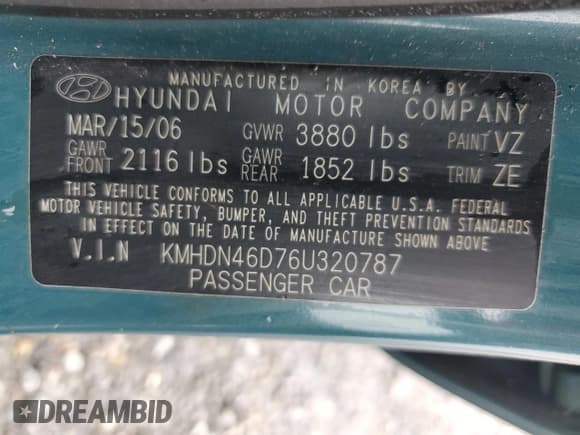 MANUFACTURED IN KOREA BY
HYUNDAI MOTOR COMPANY
MAR/15/06 GVWR 3880 lbs PAINT VZ
GAWR FRONT 2116 lbs GAWR REAR 1852 lbs TRIM ZE
THIS VEHICLE CONFORMS TO ALL APPLICABLE U.S.A. FEDERAL
MOTOR VEHICLE SAFETY, BUMPER, AND THEFT PREVENTION STANDARDS
IN EFFECT ON THE DATE OF MANUFACTURE SHOWN ABOVE
V.I.N KMHDN46D76U320787
PASSENGER CAR
DREAMBID